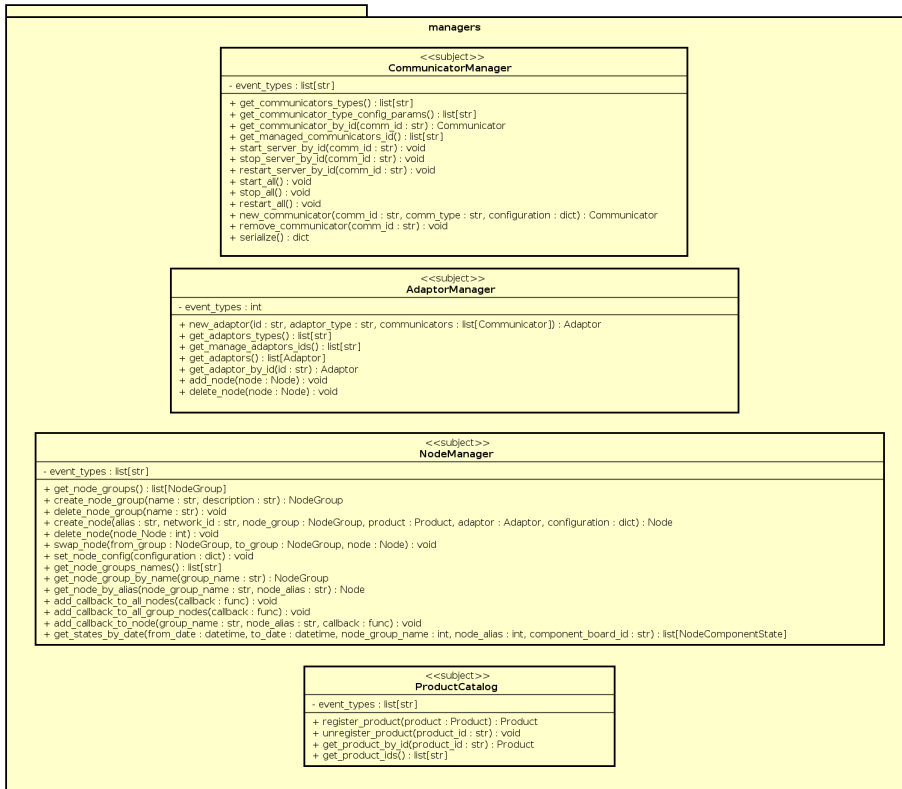 managers
<<subject>>
CommunicatorManager
- event_types : list[str]
+ get_communicators_types() : list[str]
+ get_communicator_type_config_params() : list[str]
+ get_communicator_by_id(comm_id : str) : Communicator
+ get_managed_communicators_id() : list[str]
+ start_server_by_id(comm_id : str) : void
+ stop_server_by_id(comm_id : str) : void
+ restart_server_by_id(comm_id : str) : void
+ start_all() : void
+ stop_all() : void
+ restart_all() : void
+ new_communicator(comm_id : str, comm_type : str, configuration : dict) : Communicator
+ remove_communicator(comm_id : str) : void
+ serialize() : dict
<<subject>>
AdaptorManager
- event_types : int
+ new_adaptor(id : str, adaptor_type : str, communicators : list[Communicator]) : Adaptor
+ get_adaptors_types() : list[str]
+ get_manage_adaptors_ids() : list[str]
+ get_adaptors() : list[Adaptor]
+ get_adaptor_by_id(id : str) : Adaptor
+ add_node(node : Node) : void
+ delete_node(node : Node) : void
<<subject>>
NodeManager
- event_types : list[str]
+ get_node_groups() : list[NodeGroup]
+ create_node_group(name : str, description : str) : NodeGroup
+ delete_node_group(name : str) : void
+ create_node(alias : str, network_id : str, node_group : NodeGroup, product : Product, adaptor : Adaptor, configuration : dict) : Node
+ delete_node(node_Node : int) : void
+ swap_node(from_group : NodeGroup, to_group : NodeGroup, node : Node) : void
+ set_node_config(configuration : dict) : void
+ get_node_groups_names() : list[str]
+ get_node_group_by_name(group_name : str) : NodeGroup
+ get_node_by_alias(node_group_name : str, node_alias : str) : Node
+ add_callback_to_all_nodes(callback : func) : void
+ add_callback_to_all_group_nodes(callback : func) : void
+ add_callback_to_node(group_name : str, node_alias : str, callback : func) : void
+ get_states_by_date(from_date : datetime, to_date : datetime, node_group_name : int, node_alias : int, component_board_id : str) : list[NodeComponentState]
<<subject>>
ProductCatalog
- event_types : list[str]
+ register_product(product : Product) : Product
+ unregister_product(product_id : str) : void
+ get_product_by_id(product_id : str) : Product
+ get_product_ids() : list[str]